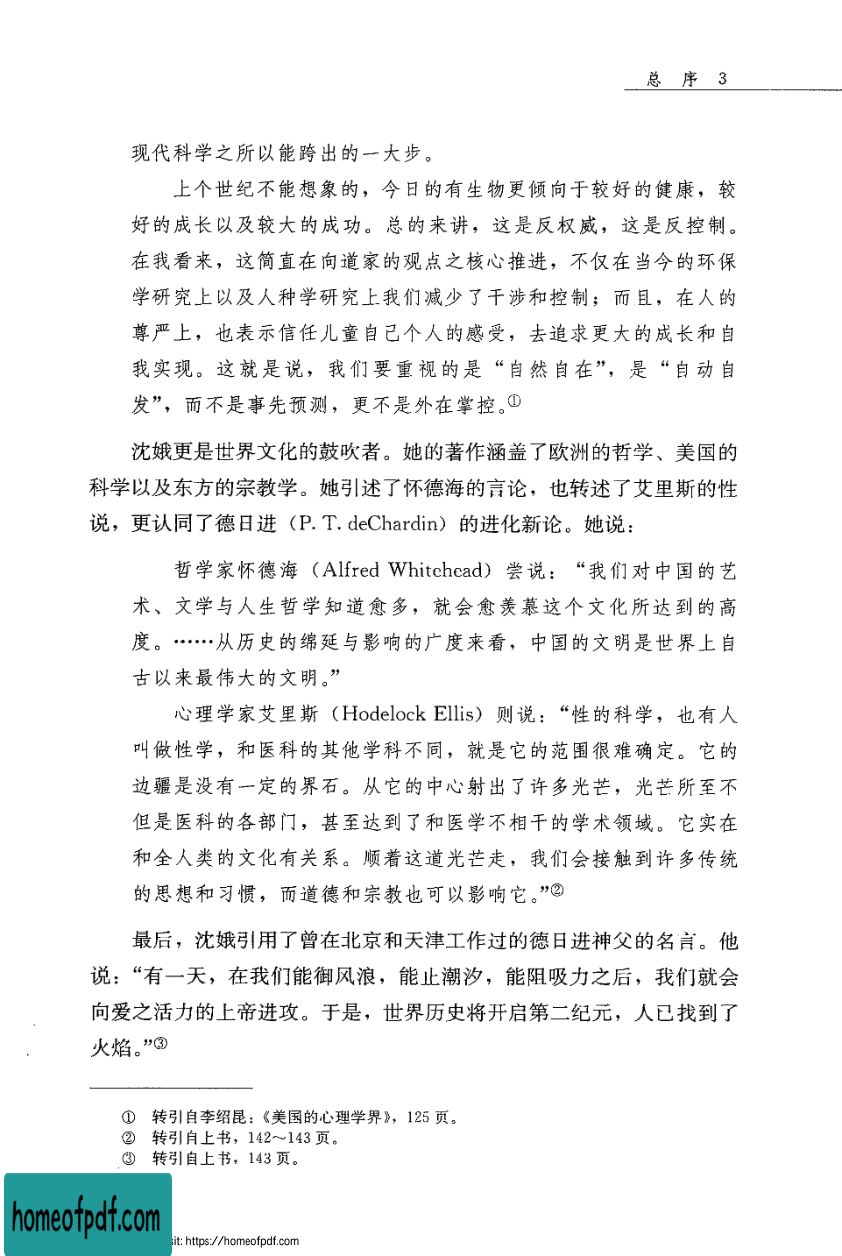 总 序 3
现代科学之所以能跨出的一大步。
上个世纪不能想象的，今日的有生物更倾向于较好的健康，较
好的成长以及较大的成功。总的来讲，这是反权威，这是反控制。
在我看来，这简直在向道家的观点之核心推进，不仅在当今的环保
学研究上以及人种学研究上我们减少了干涉和控制；而且，在人的
尊严上，也表示信任儿童自己个人的感受，去追求更大的成长和自
我实现。这就是说，我们要重视的是“自然自在”，是“自动自
发”，而不是事先预测，更不是外在掌控。①
沈娥更是世界文化的鼓吹者。她的著作涵盖了欧洲的哲学、美国的
科学以及东方的宗教学。她引述了怀德海的言论，也转述了艾里斯的性
说，更认同了德日进（P. T. deChardin）的进化新论。她说：
哲学家怀德海（Alfred Whitehead）尝说：“我们对中国的艺
术、文学与人生哲学知道愈多，就会愈羡慕这个文化所达到的高
度。……从历史的绵延与影响的广度来看，中国的文明是世界上自
古以来最伟大的文明。”
心理学家艾里斯（Hodelock Ellis）则说：“性的科学，也有人
叫做性学，和医科的其他学科不同，就是它的范围很难确定。它的
边疆是没有一定的界石。从它的中心射出了许多光芒，光芒所至不
但是医科的各部门，甚至达到了和医学不相干的学术领域。它实在
和全人类的文化有关系。顺着这道光芒走，我们会接触到许多传统
的思想和习惯，而道德和宗教也可以影响它。”②
最后，沈娥引用了曾在北京和天津工作过的德日进神父的名言。他
说：“有一天，在我们能御风浪，能止潮汐，能阻吸力之后，我们就会
向爱之活力的上帝进攻。于是，世界历史将开启第二纪元，人已找到了
火焰。”③
① 转引自李绍昆：《美国的心理学界》，125 页。
② 转引自上书，142～143 页。
③ 转引自上书，143 页。
homeofpdf.com
sit: https://homeofpdf.com